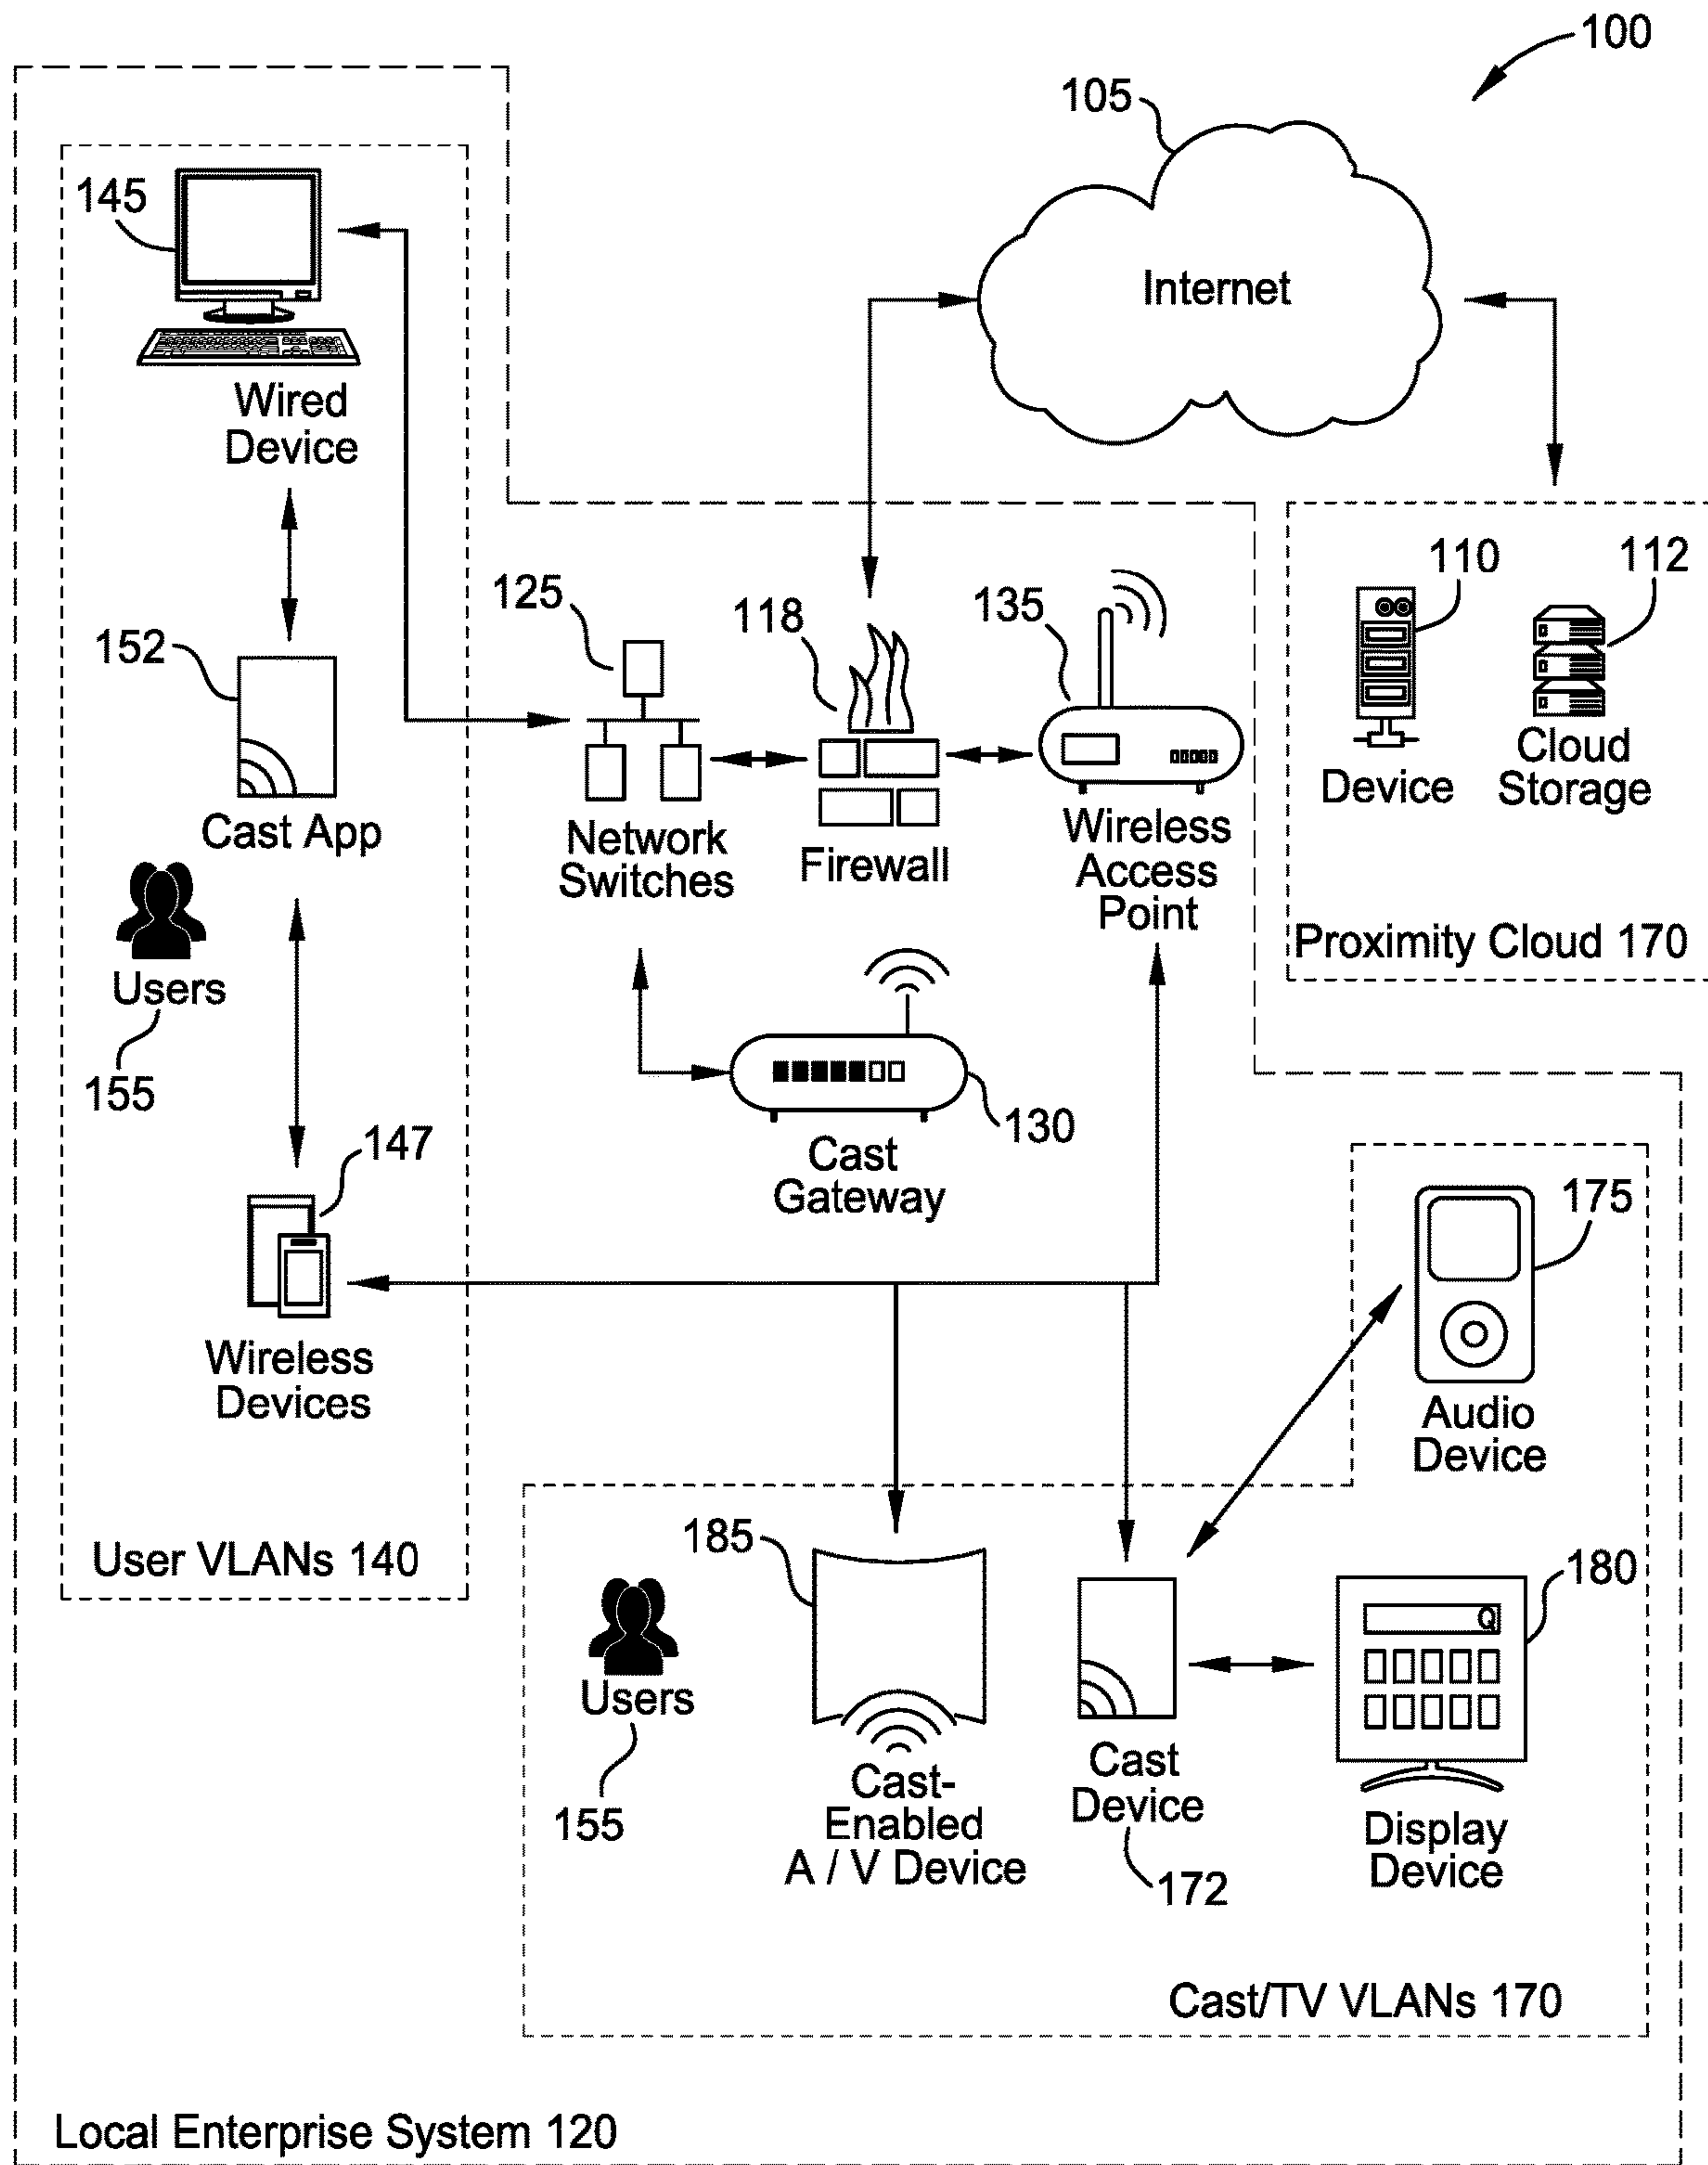 100
105
Internet
145
Wired
Device
152
Cast App
Users
155
147
Wireless
Devices
User VLANs 140
125
Network
Switches
118
Firewall
135
Wireless
Access
Point
110
Device
112
Cloud
Storage
Proximity Cloud 170
130
Cast
Gateway
175
Audio
Device
Users
155
185
Cast-
Enabled
A / V Device
Cast
Device
172
180
Q
Display
Device
Cast/TV VLANs 170
Local Enterprise System 120